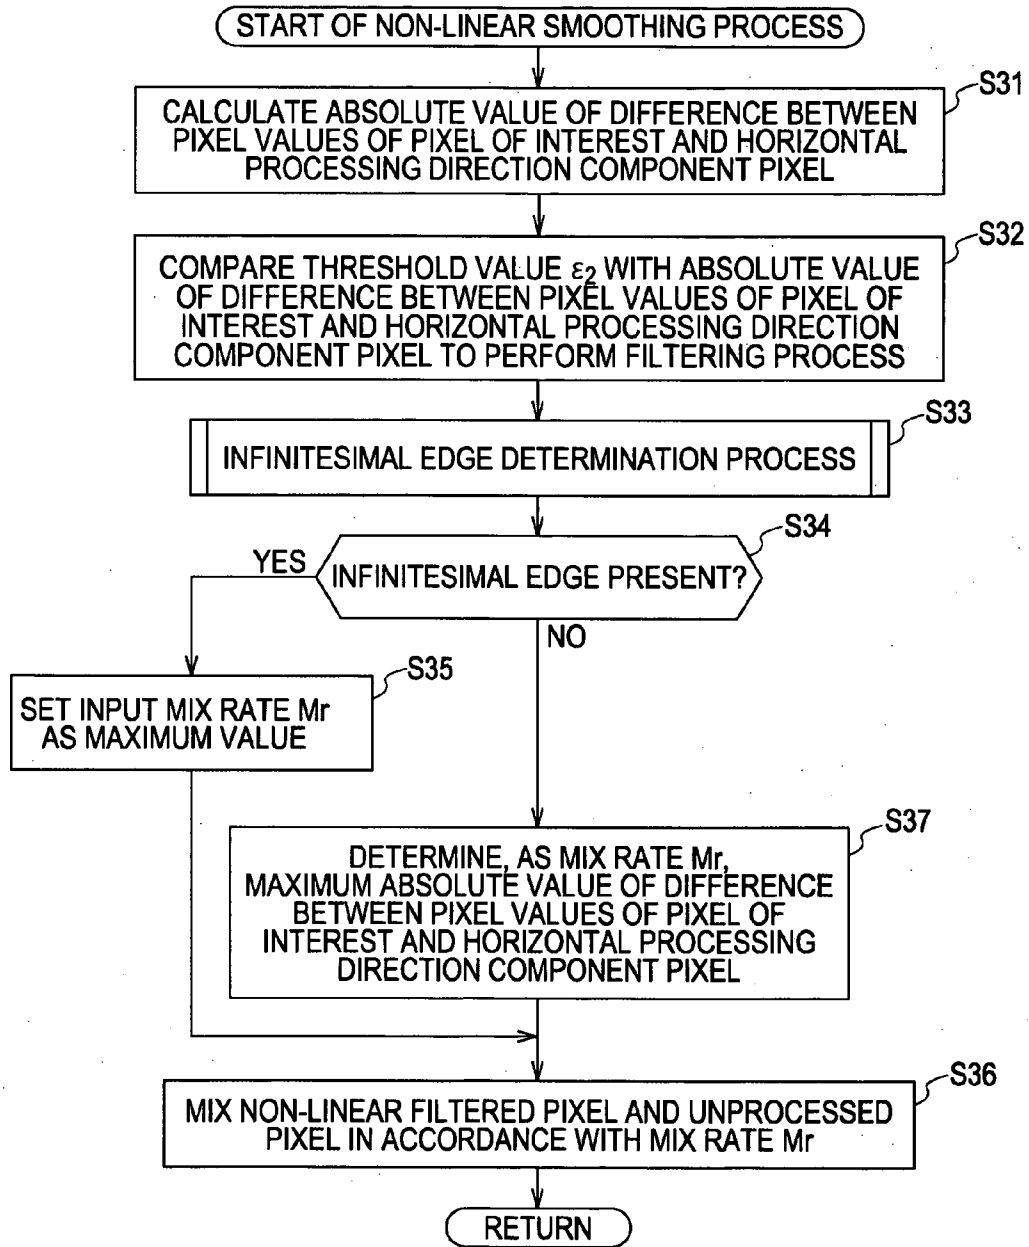 START OF NON-LINEAR SMOOTHING PROCESS
S31
CALCULATE ABSOLUTE VALUE OF DIFFERENCE BETWEEN
PIXEL VALUES OF PIXEL OF INTEREST AND HORIZONTAL
PROCESSING DIRECTION COMPONENT PIXEL
S32
COMPARE THRESHOLD VALUE ε₂ WITH ABSOLUTE VALUE
OF DIFFERENCE BETWEEN PIXEL VALUES OF PIXEL OF
INTEREST AND HORIZONTAL PROCESSING DIRECTION
COMPONENT PIXEL TO PERFORM FILTERING PROCESS
S33
INFINITESIMAL EDGE DETERMINATION PROCESS
S34
INFINITESIMAL EDGE PRESENT?
YES
NO
S35
SET INPUT MIX RATE Mr
AS MAXIMUM VALUE
S37
DETERMINE, AS MIX RATE Mr,
MAXIMUM ABSOLUTE VALUE OF DIFFERENCE
BETWEEN PIXEL VALUES OF PIXEL OF
INTEREST AND HORIZONTAL PROCESSING
DIRECTION COMPONENT PIXEL
S36
MIX NON-LINEAR FILTERED PIXEL AND UNPROCESSED
PIXEL IN ACCORDANCE WITH MIX RATE Mr
RETURN